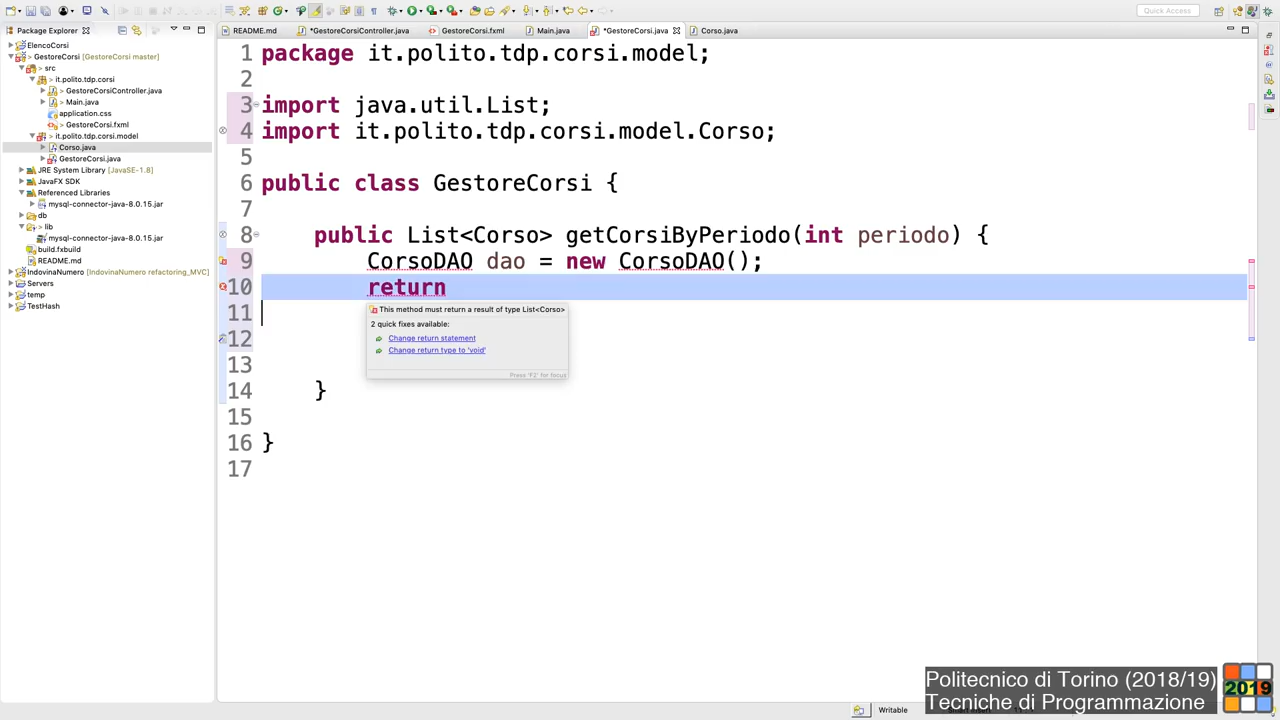 Quick Access
Package Explorer
ElencoCorsi
> GestoreCorsi [GestoreCorsi master]
> src
> it.polito.tdp.corsi
> GestoreCorsiController.java
> Main.java
application.css
> GestoreCorsi.fxml
> it.polito.tdp.corsi.model
Corso.java
GestoreCorsi.java
JRE System Library [JavaSE-1.8]
JavaFX SDK
Referenced Libraries
mysql-connector-java-8.0.15.jar
db
> lib
mysql-connector-java-8.0.15.jar
build.fxbuild
README.md
IndovinaNumero [IndovinaNumero refactoring_MVC]
Servers
temp
TestHash
README.md *GestoreCorsiController.java GestoreCorsi.fxml Main.java *GestoreCorsi.java Corso.java
1 package it.polito.tdp.corsi.model;
2
3 import java.util.List;
4 import it.polito.tdp.corsi.model.Corso;
5
6 public class GestoreCorsi {
7
8 public List<Corso> getCorsiByPeriodo(int periodo) {
9 CorsoDAO dao = new CorsoDAO();
10 return
11
12
13
14 }
15
16 }
17
This method must return a result of type List<Corso>
2 quick fixes available:
Change return statement
Change return type to 'void'
Press 'F2' for focus
Politecnico di Torino (2018/19)
Tecniche di Programmazione
2019
Writable